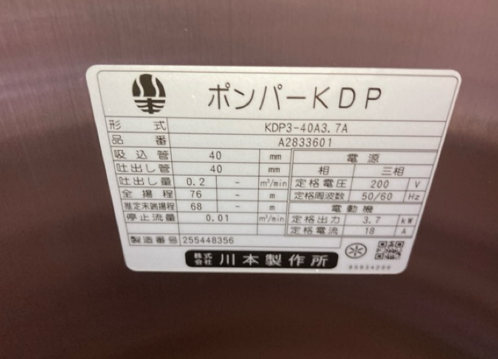 ポンパーKDP
形式 KDP3-40A3.7A
品番 A2833601
吸込管 40 mm 電源
吐出し管 40 mm 相 三相
吐出し量 0.2 - m³/min 定格電圧 200 V
全揚程 76 - m 定格周波数 50/60 Hz
推定末端揚程 68 - m 電動機
停止流量 0.01 m³/min 定格出力 3.7 kW
製造番号 255448356 定格電流 18 A
株式会社 川本製作所